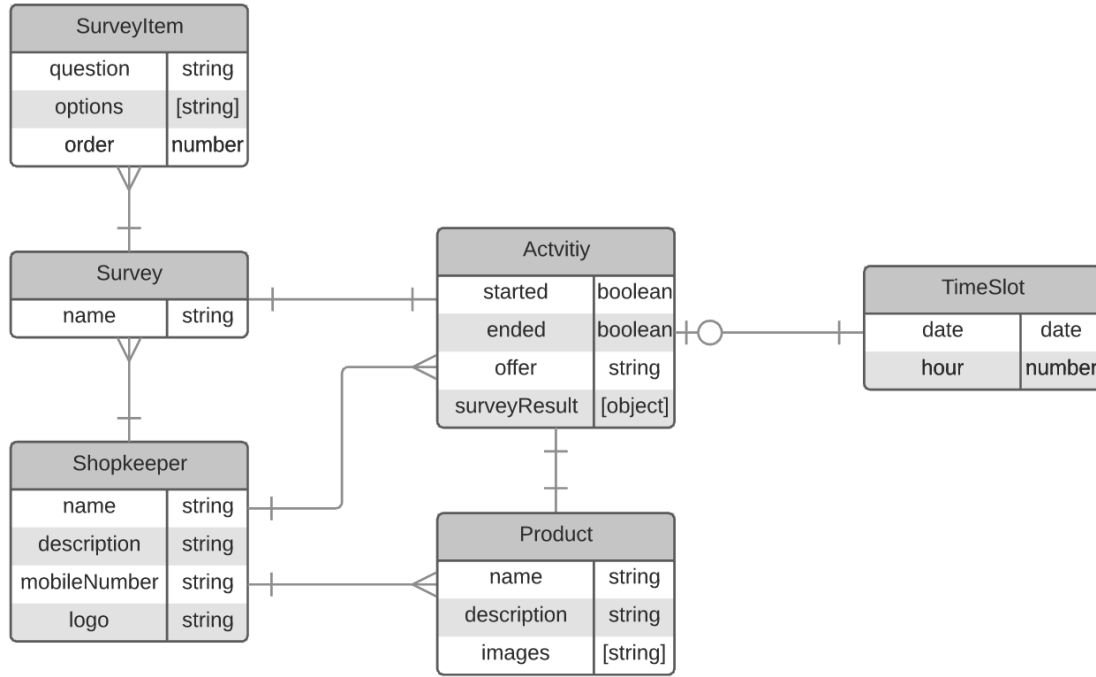 SurveyItem
question string
options [string]
order number
Survey
name string
Shopkeeper
name string
description string
mobileNumber string
logo string
Actvitiy
started boolean
ended boolean
offer string
surveyResult [object]
Product
name string
description string
images [string]
TimeSlot
date date
hour number